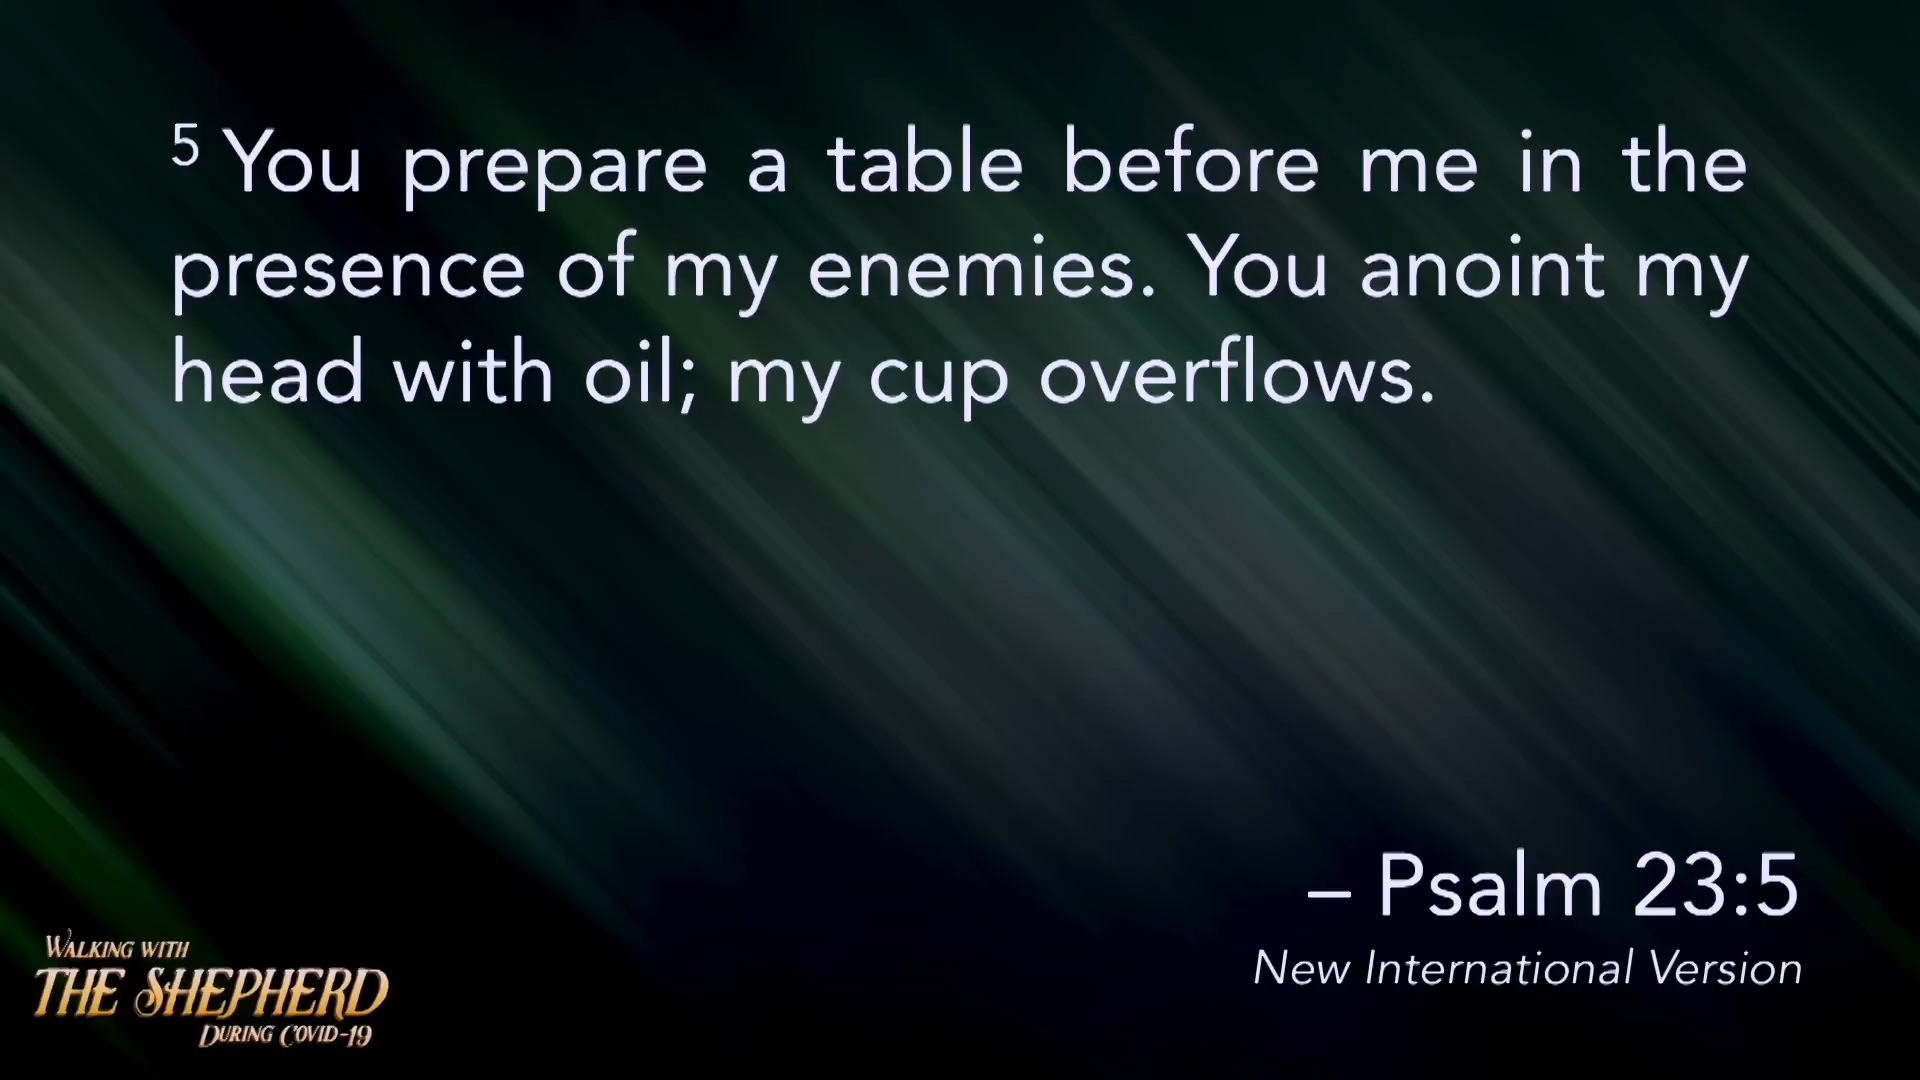 5 You prepare a table before me in the
presence of my enemies. You anoint my
head with oil; my cup overflows.
– Psalm 23:5
New International Version
WALKING WITH
THE SHEPHERD
DURING COVID-19